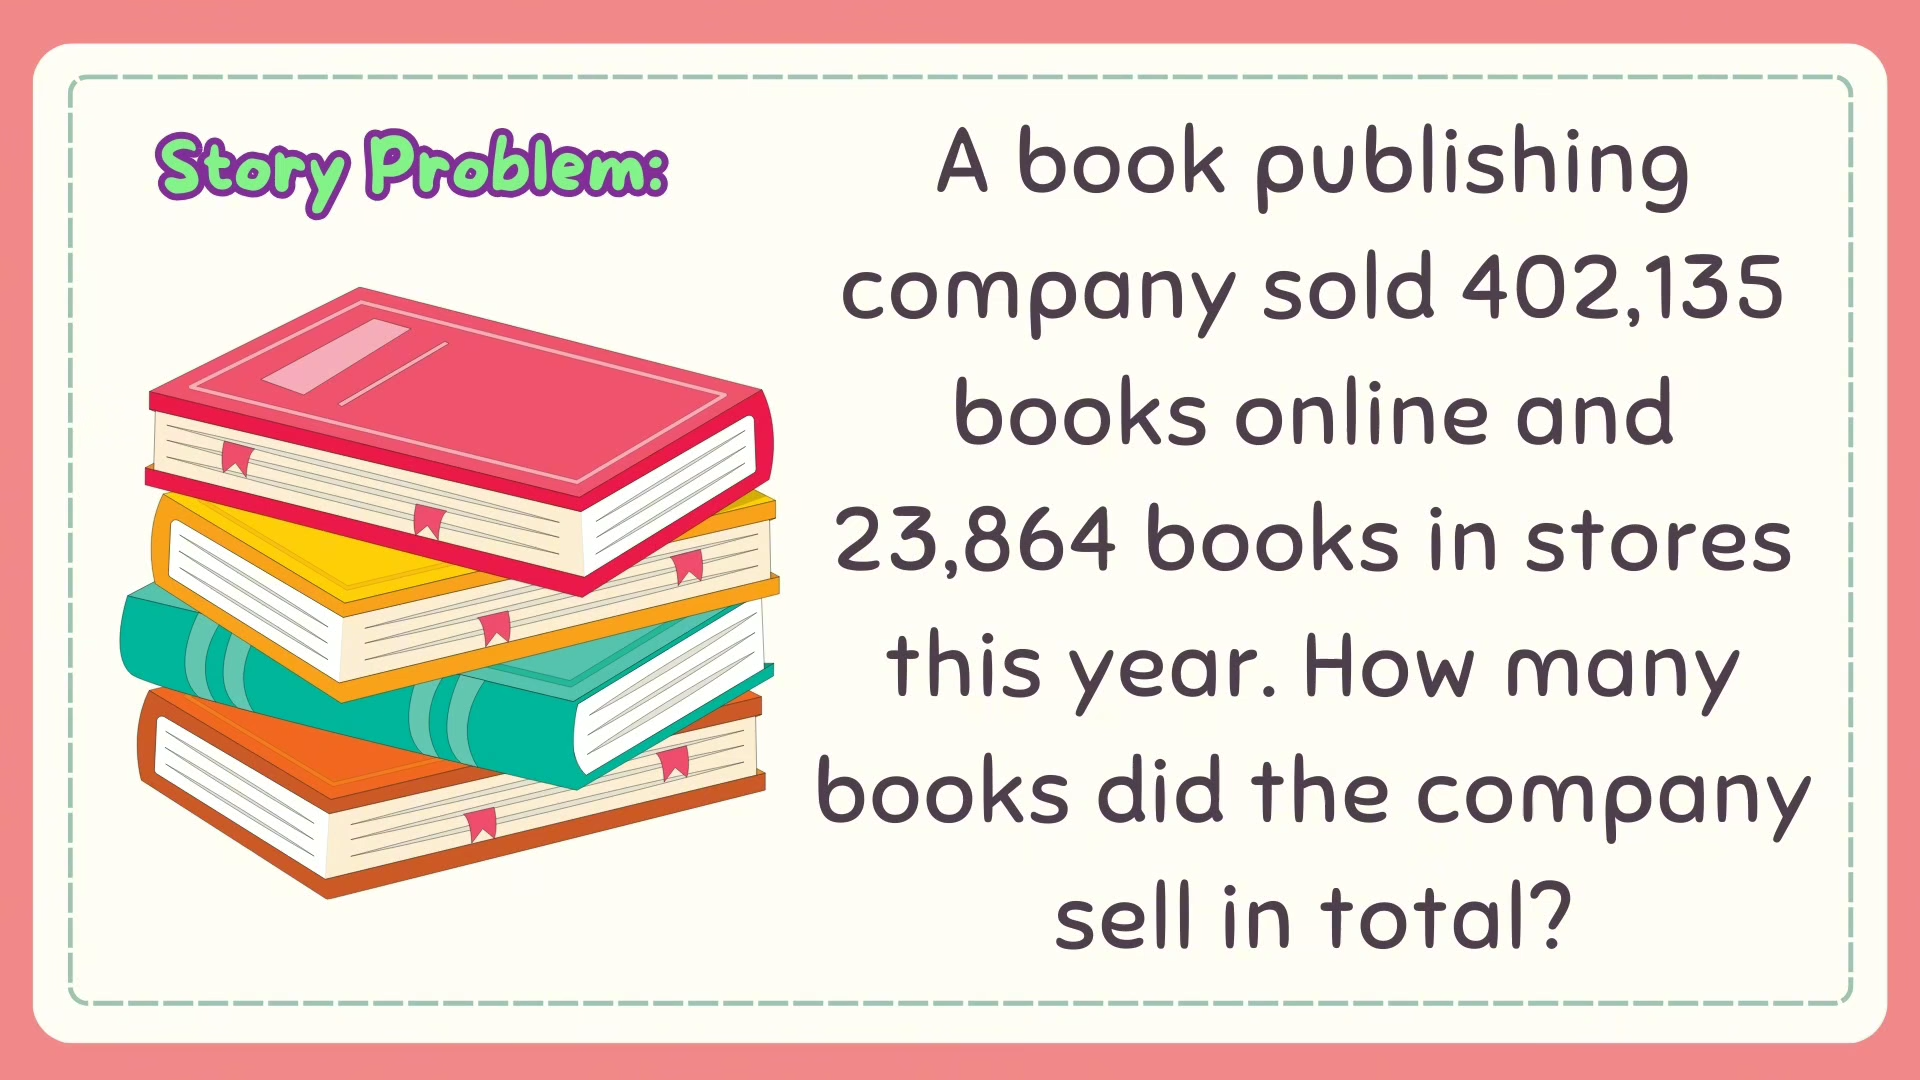 Story Problem:
A book publishing
company sold 402,135
books online and
23,864 books in stores
this year. How many
books did the company
sell in total?